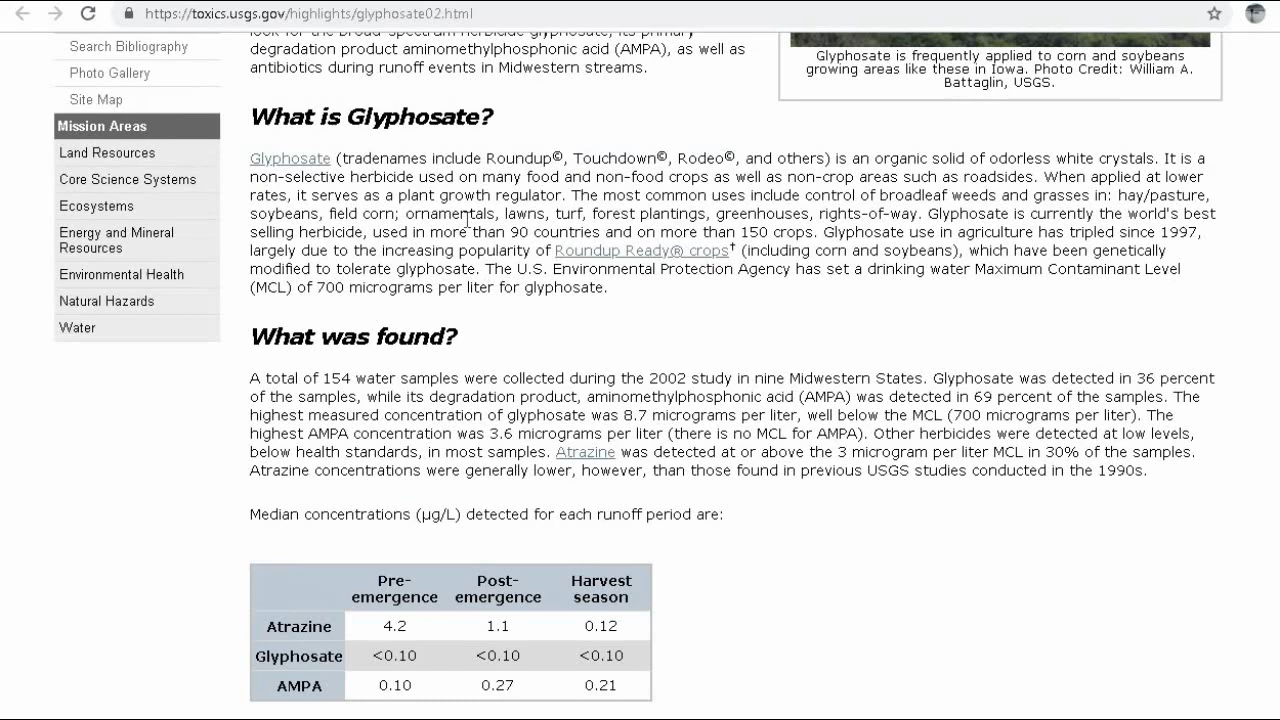 https://toxics.usgs.gov/highlights/glyphosate02.html
Search Bibliography
Photo Gallery
Site Map
Mission Areas
Land Resources
Core Science Systems
Ecosystems
Energy and Mineral
Resources
Environmental Health
Natural Hazards
Water
look for the broad-spectrum herbicide glyphosate, its primary
degradation product aminomethylphosphonic acid (AMPA), as well as
antibiotics during runoff events in Midwestern streams.
Glyphosate is frequently applied to corn and soybeans
growing areas like these in Iowa. Photo Credit: William A.
Battaglin, USGS.
What is Glyphosate?
Glyphosate (tradenames include Roundup©, Touchdown©, Rodeo©, and others) is an organic solid of odorless white crystals. It is a
non-selective herbicide used on many food and non-food crops as well as non-crop areas such as roadsides. When applied at lower
rates, it serves as a plant growth regulator. The most common uses include control of broadleaf weeds and grasses in: hay/pasture,
soybeans, field corn; ornamentals, lawns, turf, forest plantings, greenhouses, rights-of-way. Glyphosate is currently the world's best
selling herbicide, used in more than 90 countries and on more than 150 crops. Glyphosate use in agriculture has tripled since 1997,
largely due to the increasing popularity of Roundup Ready® crops† (including corn and soybeans), which have been genetically
modified to tolerate glyphosate. The U.S. Environmental Protection Agency has set a drinking water Maximum Contaminant Level
(MCL) of 700 micrograms per liter for glyphosate.
What was found?
A total of 154 water samples were collected during the 2002 study in nine Midwestern States. Glyphosate was detected in 36 percent
of the samples, while its degradation product, aminomethylphosphonic acid (AMPA) was detected in 69 percent of the samples. The
highest measured concentration of glyphosate was 8.7 micrograms per liter, well below the MCL (700 micrograms per liter). The
highest AMPA concentration was 3.6 micrograms per liter (there is no MCL for AMPA). Other herbicides were detected at low levels,
below health standards, in most samples. Atrazine was detected at or above the 3 microgram per liter MCL in 30% of the samples.
Atrazine concentrations were generally lower, however, than those found in previous USGS studies conducted in the 1990s.
Median concentrations (µg/L) detected for each runoff period are:
Pre-emergence Post-emergence Harvest season
Atrazine 4.2 1.1 0.12
Glyphosate <0.10 <0.10 <0.10
AMPA 0.10 0.27 0.21